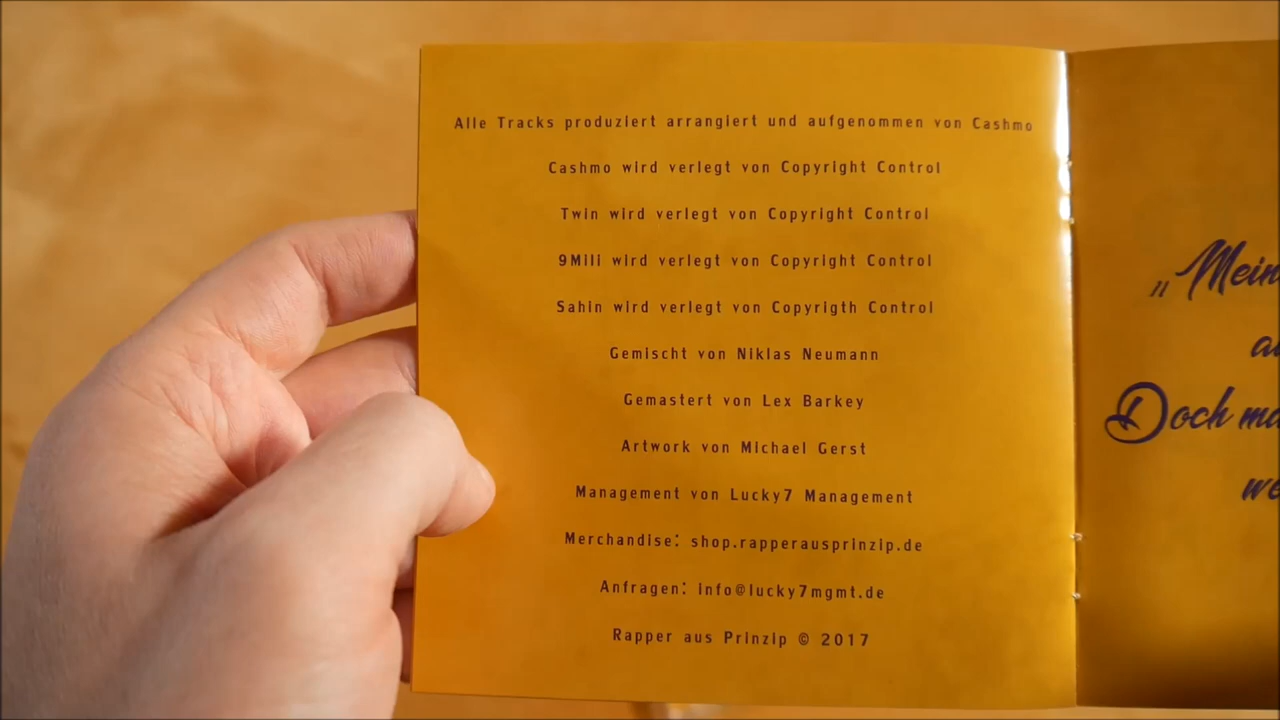 Alle Tracks produziert arrangiert und aufgenommen von Cashmo
Cashmo wird verlegt von Copyright Control
Twin wird verlegt von Copyright Control
9Mili wird verlegt von Copyright Control
Sahin wird verlegt von Copyrigth Control
Gemischt von Niklas Neumann
Gemastert von Lex Barkey
Artwork von Michael Gerst
Management von Lucky7 Management
Merchandise: shop.rapperausprinzip.de
Anfragen: info@lucky7mgmt.de
Rapper aus Prinzip © 2017
„Mein
Doch